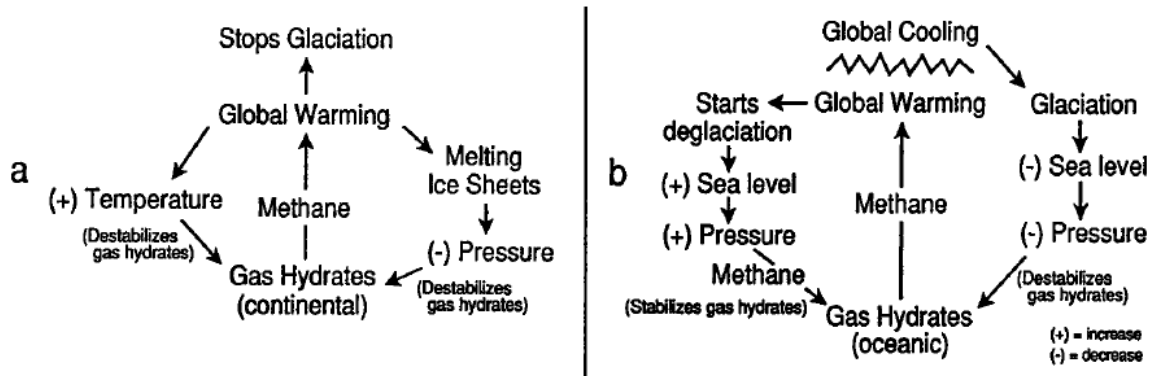 a
Stops Glaciation
Global Warming
(+) Temperature
(Destabilizes
gas hydrates)
Methane
Melting
Ice Sheets
(-) Pressure
(Destabilizes
gas hydrates)
Gas Hydrates
(continental)
b
Global Cooling
Global Warming
Starts
deglaciation
(+) Sea level
(+) Pressure
Methane
(Stabilizes gas hydrates)
Methane
Glaciation
(-) Sea level
(-) Pressure
(Destabilizes
gas hydrates)
Gas Hydrates
(oceanic)
(+) = increase
(-) = decrease